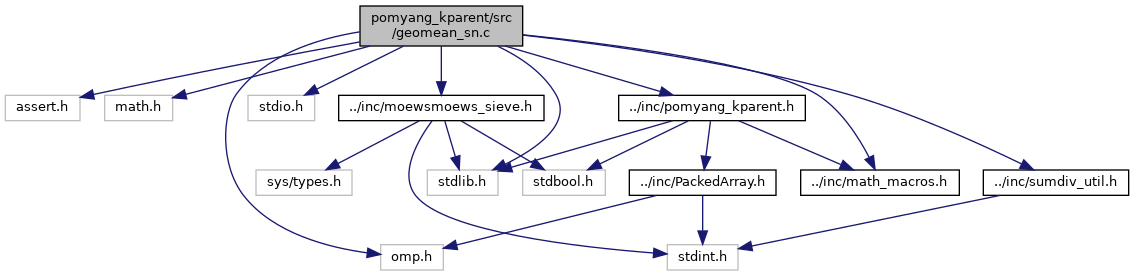 pomyang_kparent/src
/geomean_sn.c
assert.h
math.h
stdio.h
../inc/moewsmoews_sieve.h
../inc/pomyang_kparent.h
sys/types.h
stdlib.h
stdbool.h
../inc/PackedArray.h
../inc/math_macros.h
../inc/sumdiv_util.h
omp.h
stdint.h